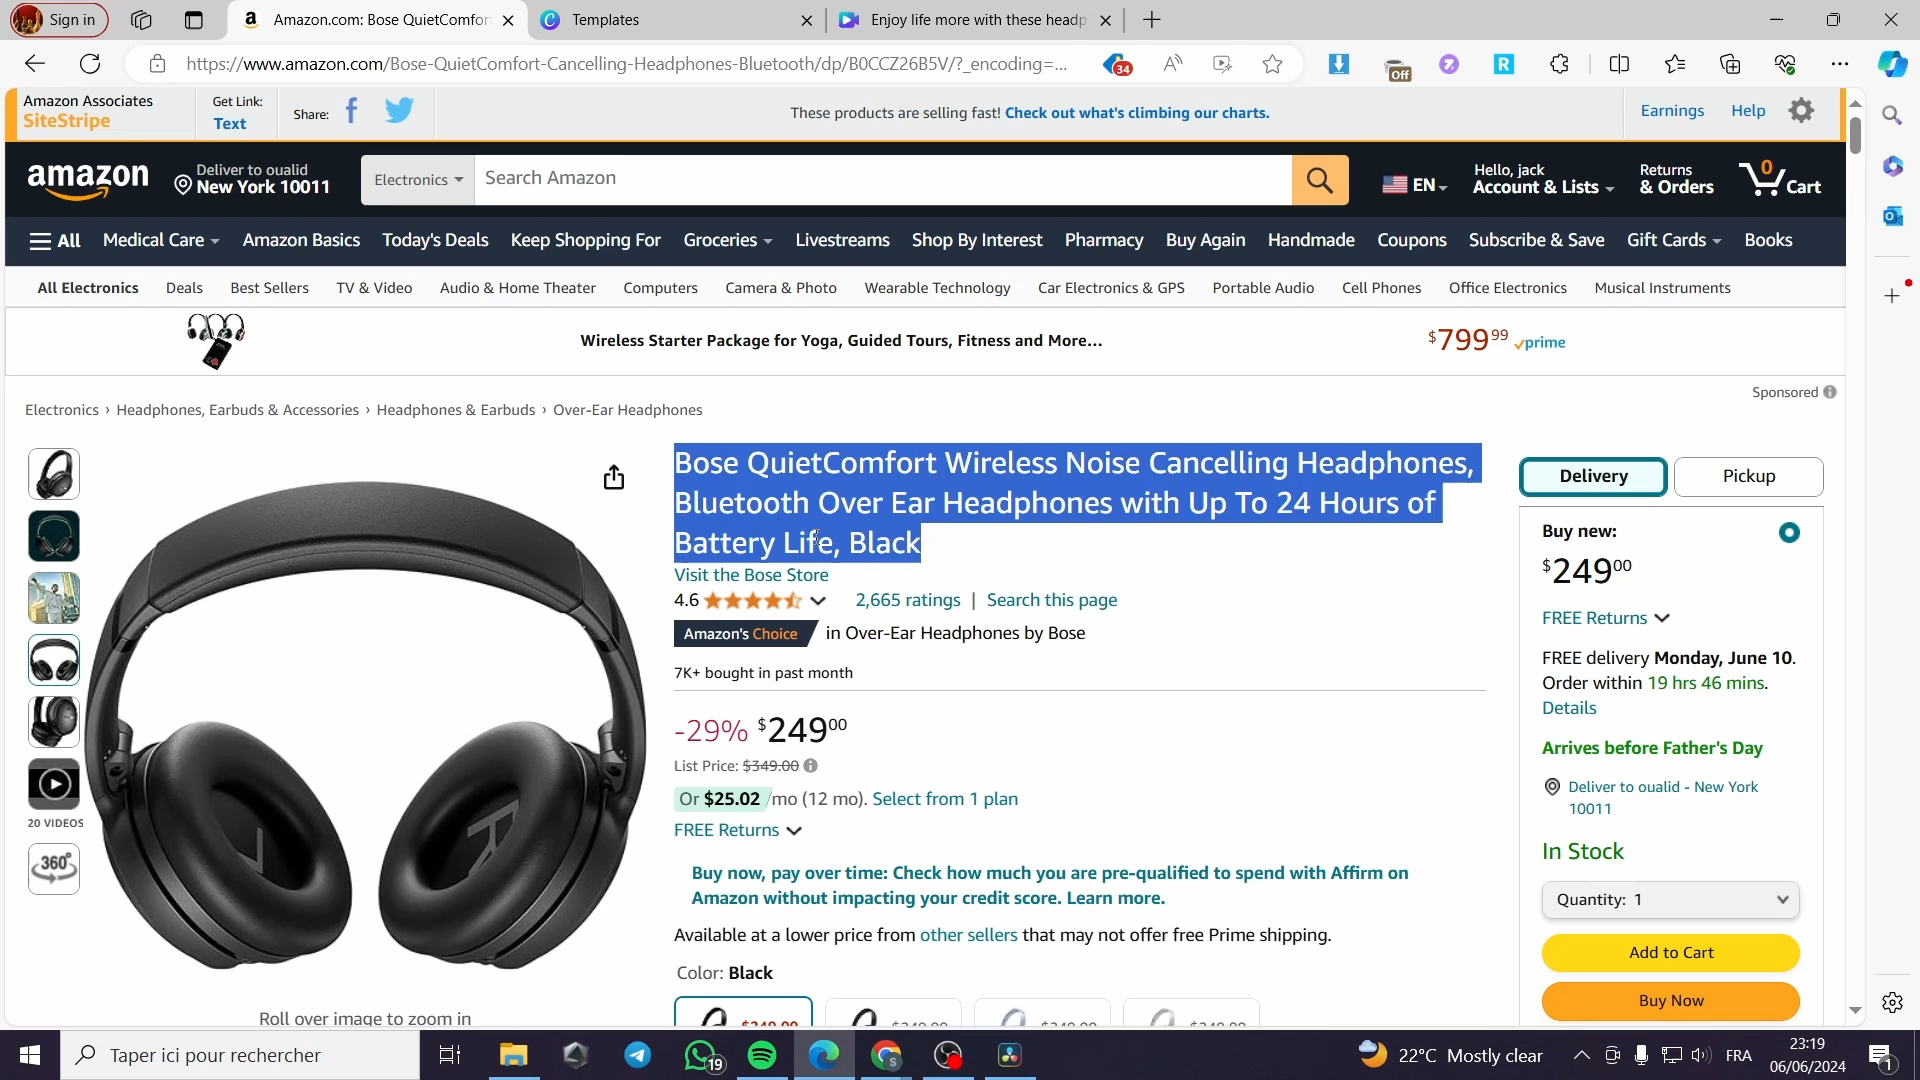 Sign in
Amazon.com: Bose QuietComfor
Templates
Enjoy life more with these headp
https://www.amazon.com/Bose-QuietComfort-Cancelling-Headphones-Bluetooth/dp/B0CCZ26B5V/?_encoding=...
34
Off
Amazon Associates
SiteStripe
Get Link:
Text
Share:
These products are selling fast! Check out what's climbing our charts.
Earnings
Help
amazon
Deliver to oualid
New York 10011
Electronics
Search Amazon
EN
Hello, jack
Account & Lists
Returns
& Orders
0
Cart
All
Medical Care
Amazon Basics
Today's Deals
Keep Shopping For
Groceries
Livestreams
Shop By Interest
Pharmacy
Buy Again
Handmade
Coupons
Subscribe & Save
Gift Cards
Books
All Electronics
Deals
Best Sellers
TV & Video
Audio & Home Theater
Computers
Camera & Photo
Wearable Technology
Car Electronics & GPS
Portable Audio
Cell Phones
Office Electronics
Musical Instruments
Wireless Starter Package for Yoga, Guided Tours, Fitness and More...
$799 99 prime
Sponsored
Electronics › Headphones, Earbuds & Accessories › Headphones & Earbuds › Over-Ear Headphones
Bose QuietComfort Wireless Noise Cancelling Headphones,
Bluetooth Over Ear Headphones with Up To 24 Hours of
Battery Life, Black
Visit the Bose Store
4.6
2,665 ratings | Search this page
Amazon's Choice in Over-Ear Headphones by Bose
7K+ bought in past month
-29% $249 00
List Price: $349.00
Or $25.02 /mo (12 mo). Select from 1 plan
FREE Returns
Buy now, pay over time: Check how much you are pre-qualified to spend with Affirm on
Amazon without impacting your credit score. Learn more.
Available at a lower price from other sellers that may not offer free Prime shipping.
Color: Black
$249.00
$249.00
$249.00
$249.00
20 VIDEOS
360°
Roll over image to zoom in
Delivery
Pickup
Buy new:
$249 00
FREE Returns
FREE delivery Monday, June 10.
Order within 19 hrs 46 mins.
Details
Arrives before Father's Day
Deliver to oualid - New York
10011
In Stock
Quantity: 1
Add to Cart
Buy Now
Taper ici pour rechercher
19
22°C Mostly clear
FRA
23:19
06/06/2024
1